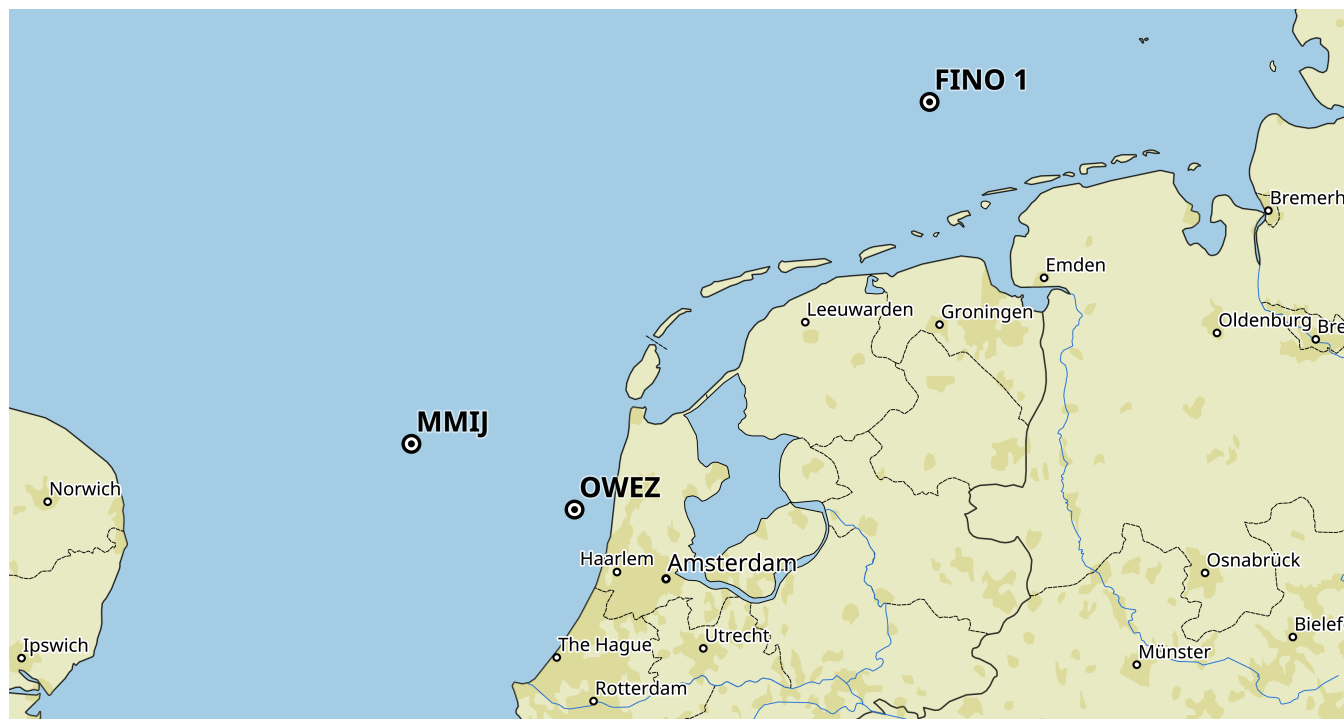 FINO 1
Bremerh
Emden
Leeuwarden
Groningen
Oldenburg
Bre
MMIJ
OWEZ
Norwich
Haarlem
Amsterdam
Osnabrück
Bielef
Ipswich
The Hague
Utrecht
Münster
Rotterdam